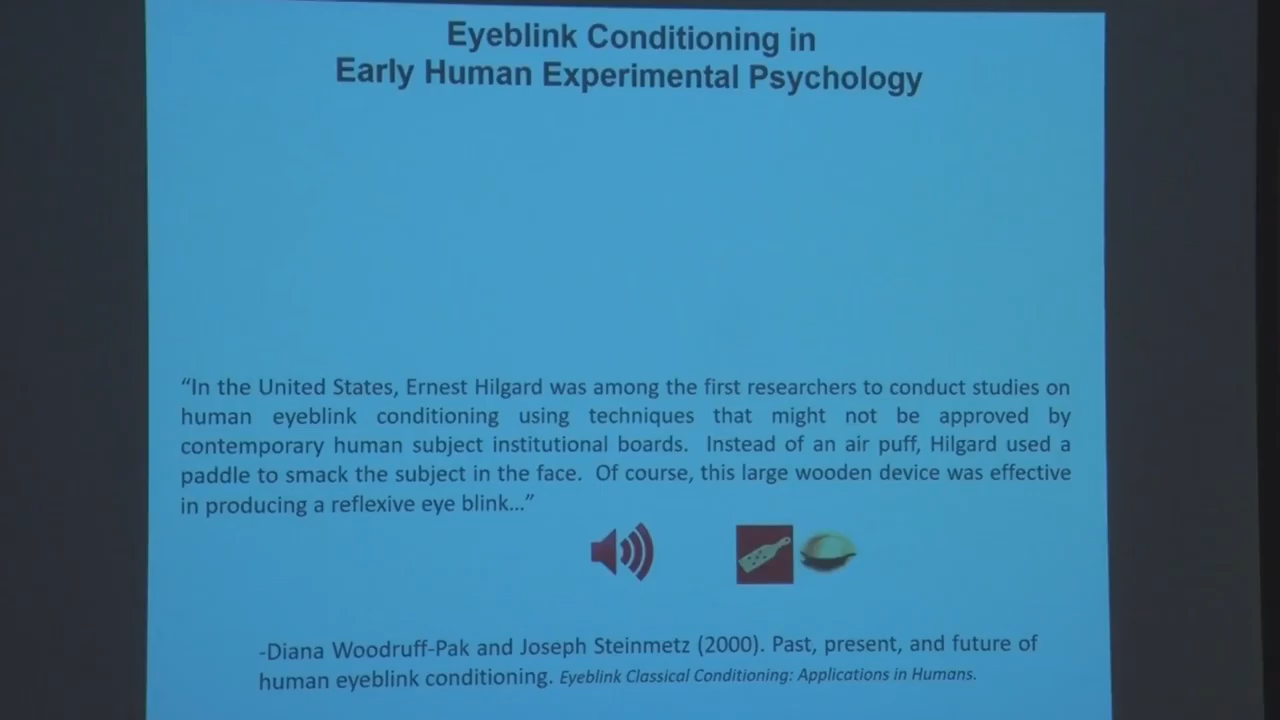 Eyeblink Conditioning in
Early Human Experimental Psychology
“In the United States, Ernest Hilgard was among the first researchers to conduct studies on
human eyeblink conditioning using techniques that might not be approved by
contemporary human subject institutional boards. Instead of an air puff, Hilgard used a
paddle to smack the subject in the face. Of course, this large wooden device was effective
in producing a reflexive eye blink...”
-Diana Woodruff-Pak and Joseph Steinmetz (2000). Past, present, and future of
human eyeblink conditioning. Eyeblink Classical Conditioning: Applications in Humans.